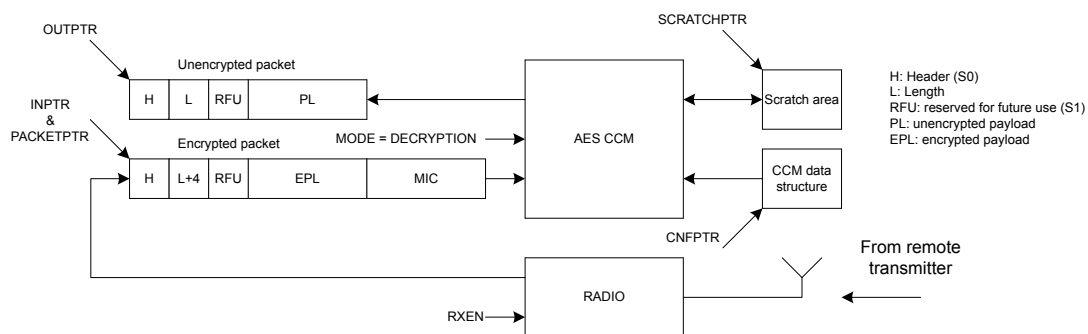 SCRATCHPTR
OUTPTR
Unencrypted packet
H L RFU PL
Scratch area
H: Header (S0)
L: Length
RFU: reserved for future use (S1)
PL: unencrypted payload
EPL: encrypted payload
INPTR
&
PACKETPTR
MODE = DECRYPTION
AES CCM
Encrypted packet
H L+4 RFU EPL MIC
CCM data
structure
CNFPTR
From remote
transmitter
RADIO
RXEN